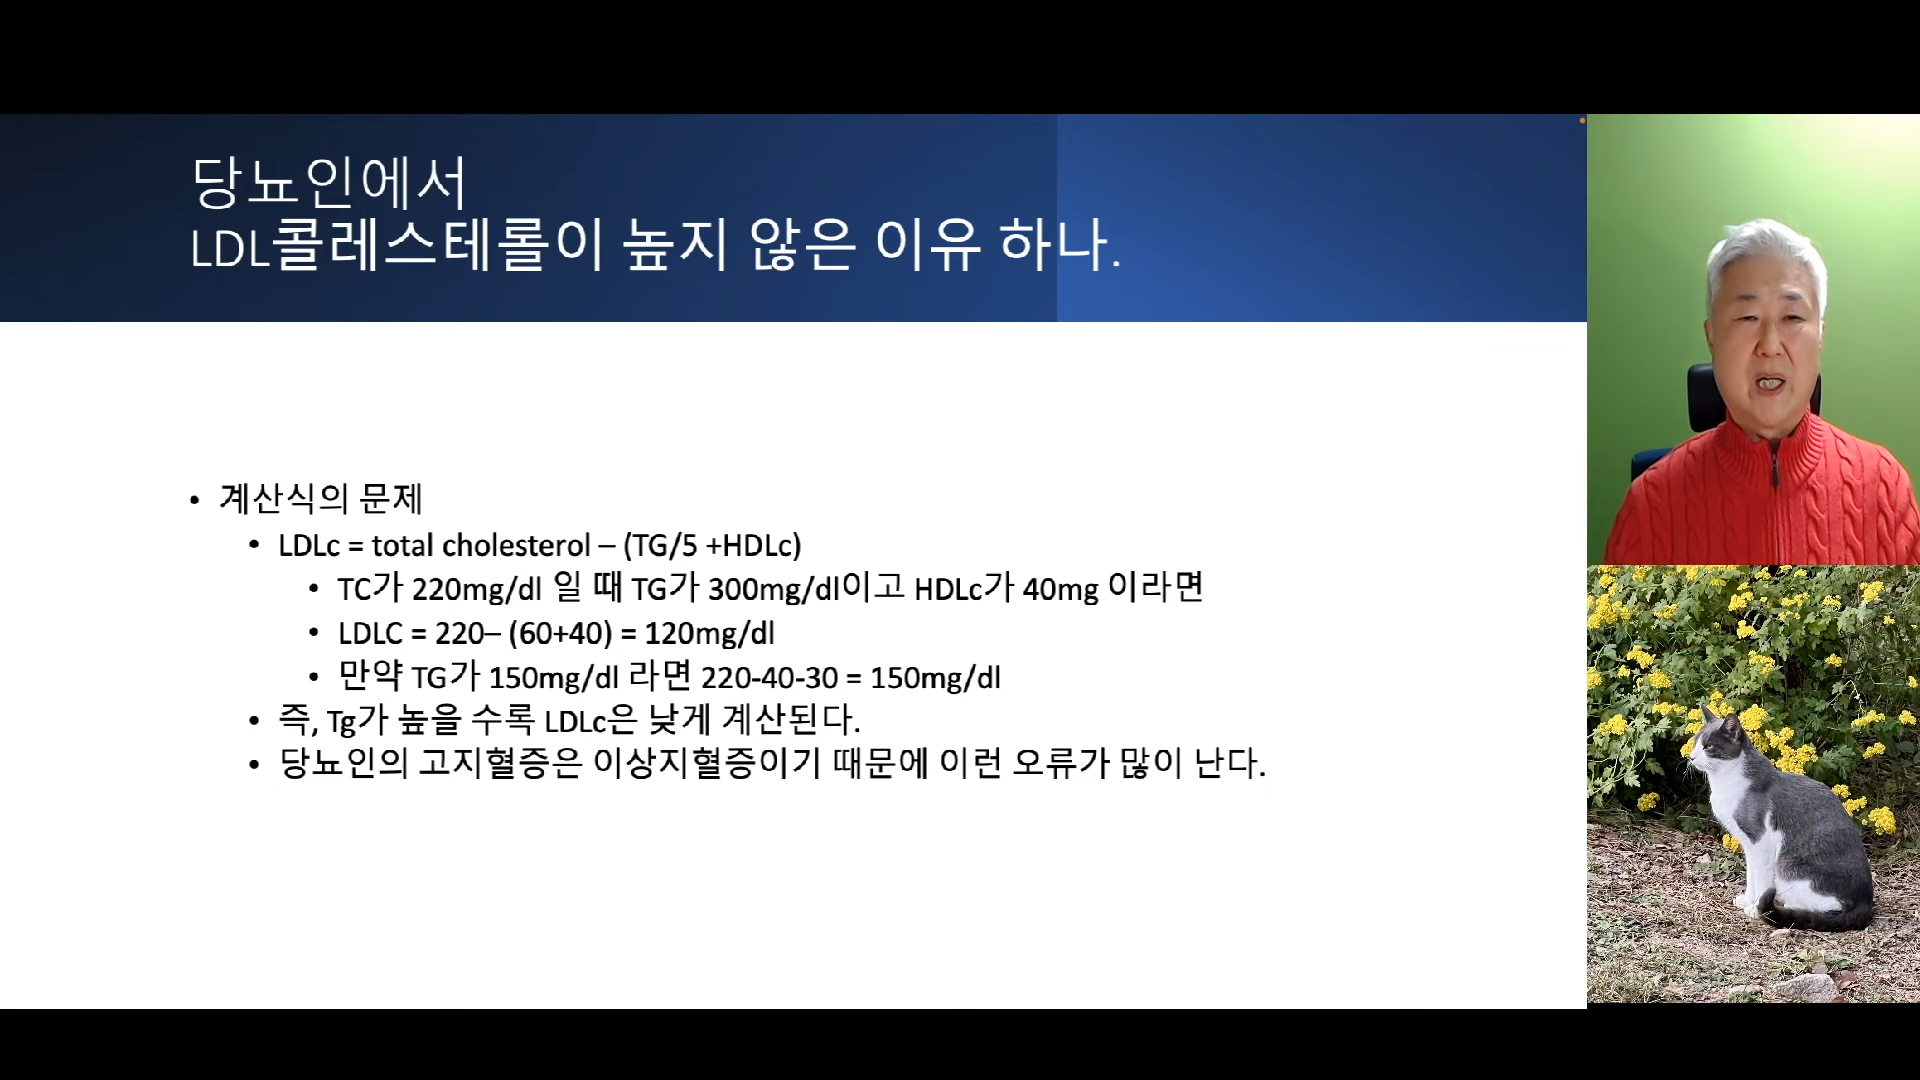 당뇨인에서
LDL콜레스테롤이 높지 않은 이유 하나.
• 계산식의 문제
• LDLc = total cholesterol – (TG/5 +HDLc)
• TC가 220mg/dl 일 때 TG가 300mg/dl이고 HDLc가 40mg 이라면
• LDLC = 220– (60+40) = 120mg/dl
• 만약 TG가 150mg/dl 라면 220-40-30 = 150mg/dl
• 즉, Tg가 높을 수록 LDLc은 낮게 계산된다.
• 당뇨인의 고지혈증은 이상지혈증이기 때문에 이런 오류가 많이 난다.